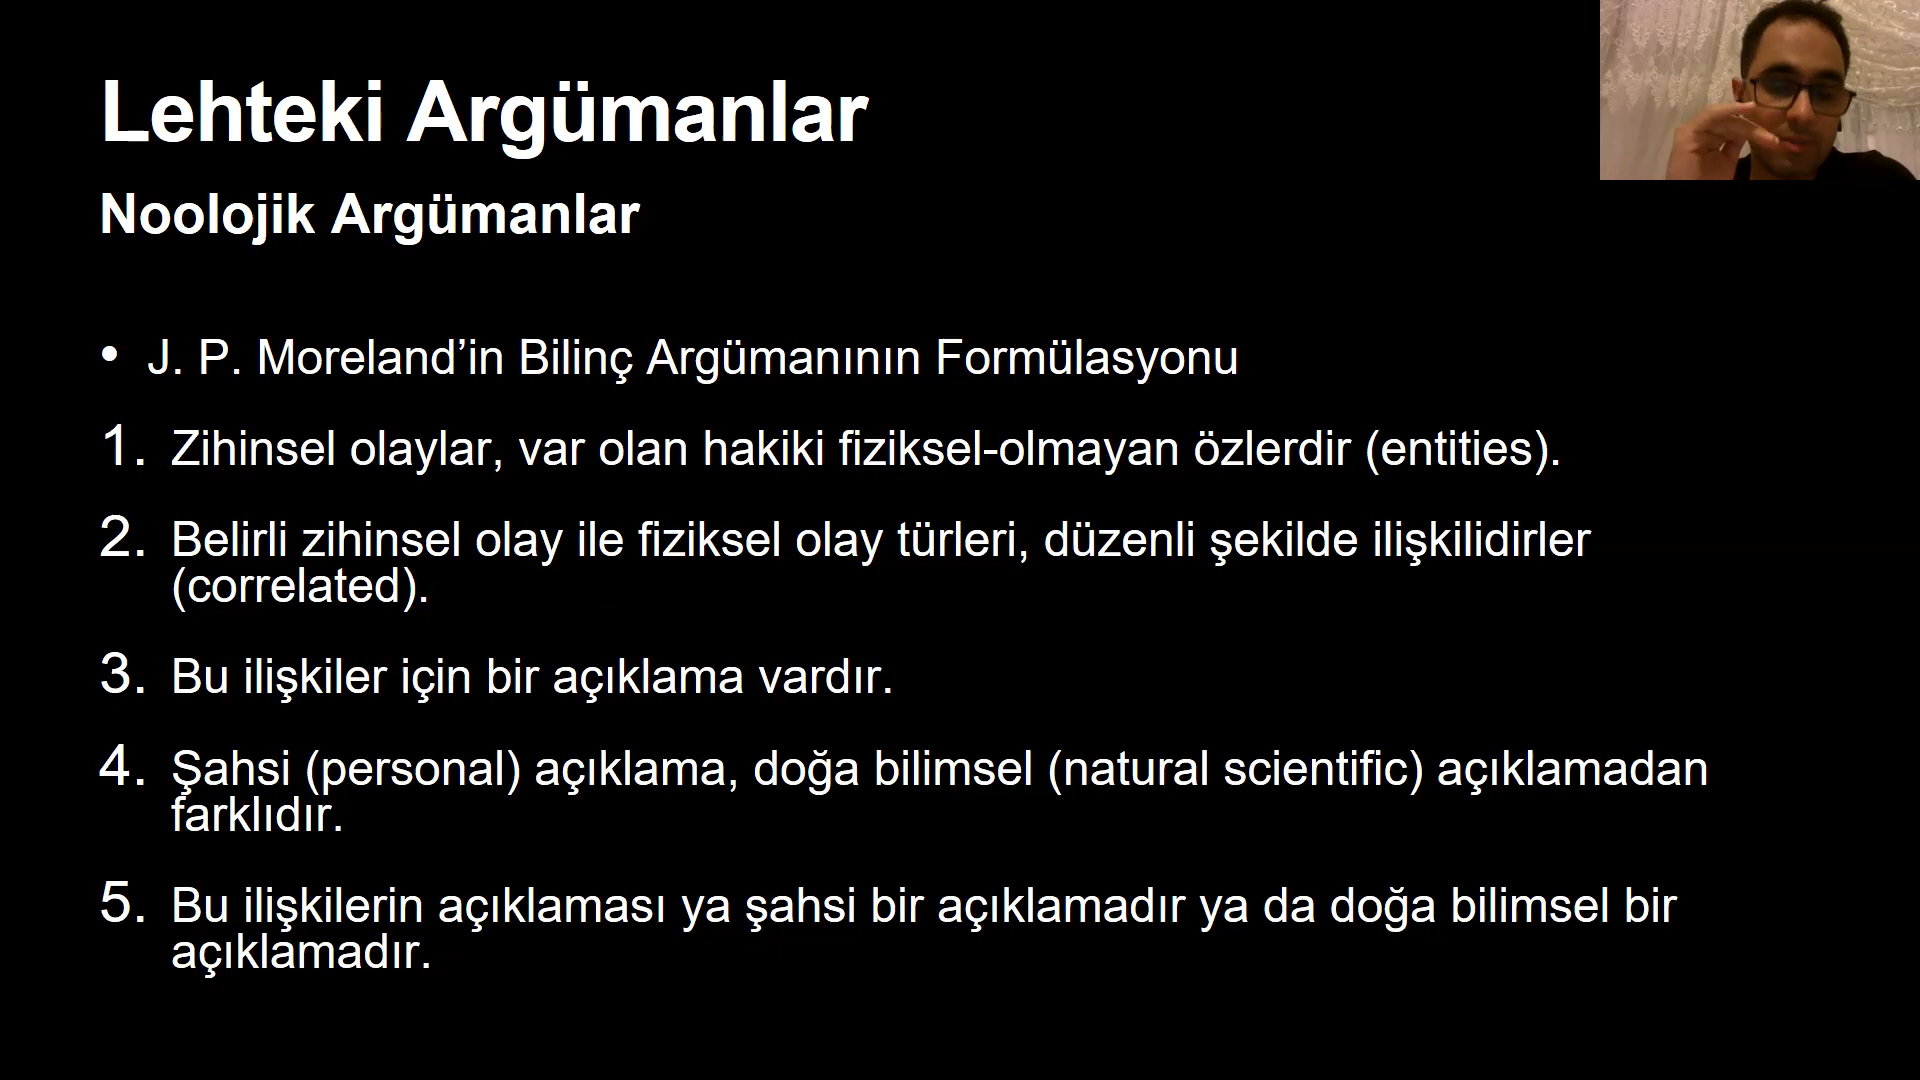 Lehteki Argümanlar
Noolojik Argümanlar
• J. P. Moreland’in Bilinç Argümanının Formülasyonu
1. Zihinsel olaylar, var olan hakiki fiziksel-olmayan özlerdir (entities).
2. Belirli zihinsel olay ile fiziksel olay türleri, düzenli şekilde ilişkilidirler
(correlated).
3. Bu ilişkiler için bir açıklama vardır.
4. Şahsi (personal) açıklama, doğa bilimsel (natural scientific) açıklamadan
farklıdır.
5. Bu ilişkilerin açıklaması ya şahsi bir açıklamadır ya da doğa bilimsel bir
açıklamadır.